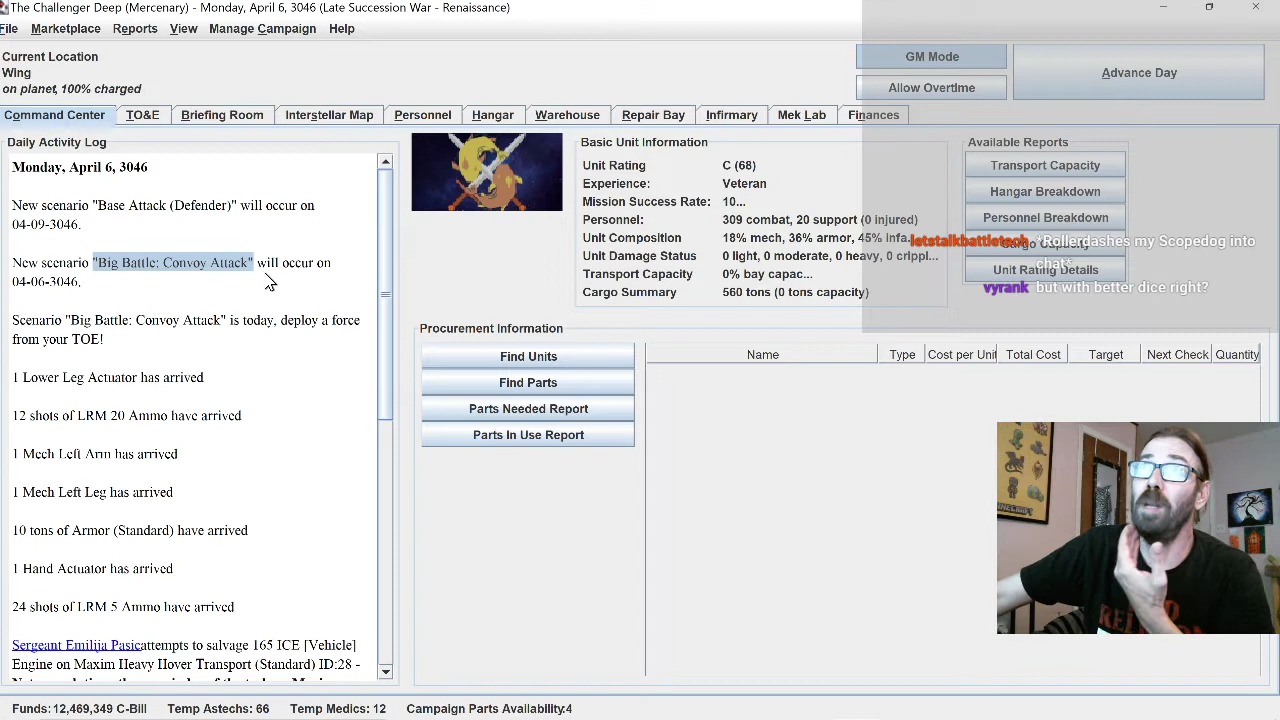 The Challenger Deep (Mercenary) - Monday, April 6, 3046 (Late Succession War - Renaissance)
File Marketplace Reports View Manage Campaign Help
Current Location
Wing
on planet, 100% charged
GM Mode
Allow Overtime
Advance Day
Command Center TO&E Briefing Room Interstellar Map Personnel Hangar Warehouse Repair Bay Infirmary Mek Lab Finances
Daily Activity Log
Monday, April 6, 3046
New scenario "Base Attack (Defender)" will occur on
04-09-3046.
New scenario "Big Battle: Convoy Attack" will occur on
04-06-3046.
Scenario "Big Battle: Convoy Attack" is today, deploy a force
from your TOE!
1 Lower Leg Actuator has arrived
12 shots of LRM 20 Ammo have arrived
1 Mech Left Arm has arrived
1 Mech Left Leg has arrived
10 tons of Armor (Standard) have arrived
1 Hand Actuator has arrived
24 shots of LRM 5 Ammo have arrived
Sergeant Emilija Pasicattempts to salvage 165 ICE [Vehicle]
Engine on Maxim Heavy Hover Transport (Standard) ID:28 -
Basic Unit Information
Unit Rating C (68)
Experience: Veteran
Mission Success Rate: 10...
Personnel: 309 combat, 20 support (0 injured)
Unit Composition 18% mech, 36% armor, 45% infa...
Unit Damage Status 0 light, 0 moderate, 0 heavy, 0 crippl...
Transport Capacity 0% bay capac...
Cargo Summary 560 tons (0 tons capacity)
Available Reports
Transport Capacity
Hangar Breakdown
Personnel Breakdown
Cargo Capacity
Unit Rating Details
letstalkbattletech *Rollerdashes my Scopedog into
chat*
vyrank but with better dice right?
Procurement Information
Find Units
Find Parts
Parts Needed Report
Parts In Use Report
Name Type Cost per Unit Total Cost Target Next Check Quantity
MINECRAFT
Funds: 12,469,349 C-Bill Temp Astechs: 66 Temp Medics: 12 Campaign Parts Availability:4